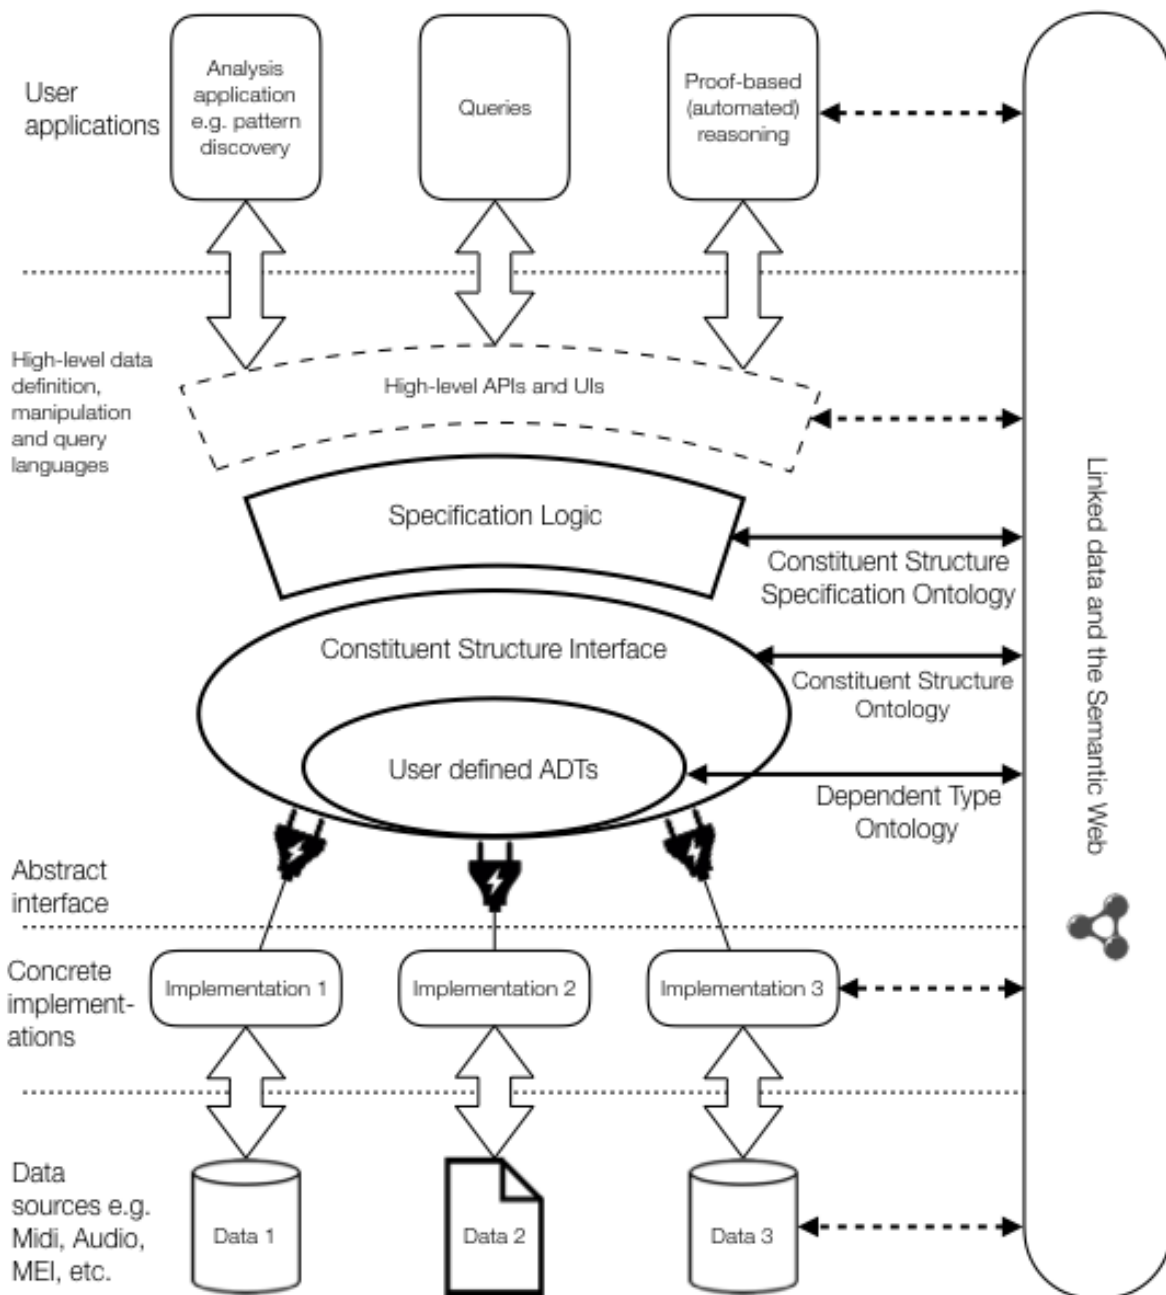 User
applications
Analysis
application
e.g. pattern
discovery
Queries
Proof-based
(automated)
reasoning
High-level data
definition,
manipulation
and query
languages
High-level APIs and UIs
Specification Logic
Constituent Structure
Specification Ontology
Constituent Structure Interface
Constituent Structure
Ontology
User defined ADTs
Dependent Type
Ontology
Abstract
interface
Concrete
implement-
ations
Implementation 1
Implementation 2
Implementation 3
Data
sources e.g.
Midi, Audio,
MEI, etc.
Data 1
Data 2
Data 3
Linked data and the Semantic Web